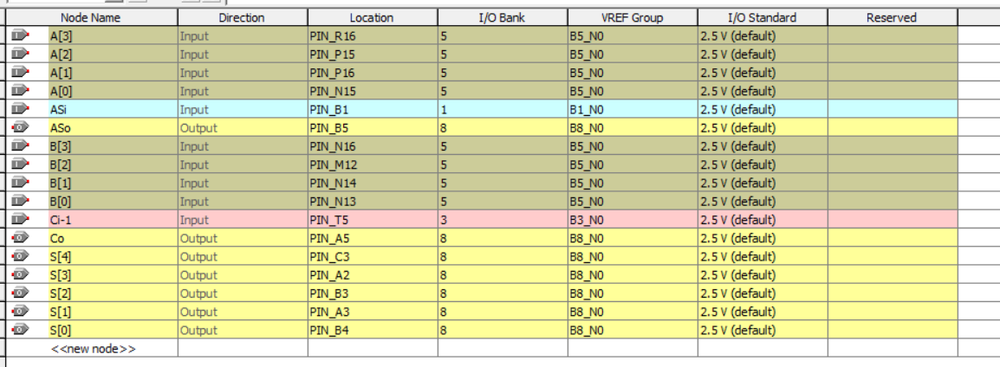 Node Name Direction Location I/O Bank VREF Group I/O Standard Reserved
A[3] Input PIN_R16 5 B5_N0 2.5 V (default)
A[2] Input PIN_P15 5 B5_N0 2.5 V (default)
A[1] Input PIN_P16 5 B5_N0 2.5 V (default)
A[0] Input PIN_N15 5 B5_N0 2.5 V (default)
ASi Input PIN_B1 1 B1_N0 2.5 V (default)
ASo Output PIN_B5 8 B8_N0 2.5 V (default)
B[3] Input PIN_N16 5 B5_N0 2.5 V (default)
B[2] Input PIN_M12 5 B5_N0 2.5 V (default)
B[1] Input PIN_N14 5 B5_N0 2.5 V (default)
B[0] Input PIN_N13 5 B5_N0 2.5 V (default)
Ci-1 Input PIN_T5 3 B3_N0 2.5 V (default)
Co Output PIN_A5 8 B8_N0 2.5 V (default)
S[4] Output PIN_C3 8 B8_N0 2.5 V (default)
S[3] Output PIN_A2 8 B8_N0 2.5 V (default)
S[2] Output PIN_B3 8 B8_N0 2.5 V (default)
S[1] Output PIN_A3 8 B8_N0 2.5 V (default)
S[0] Output PIN_B4 8 B8_N0 2.5 V (default)
<<new node>>